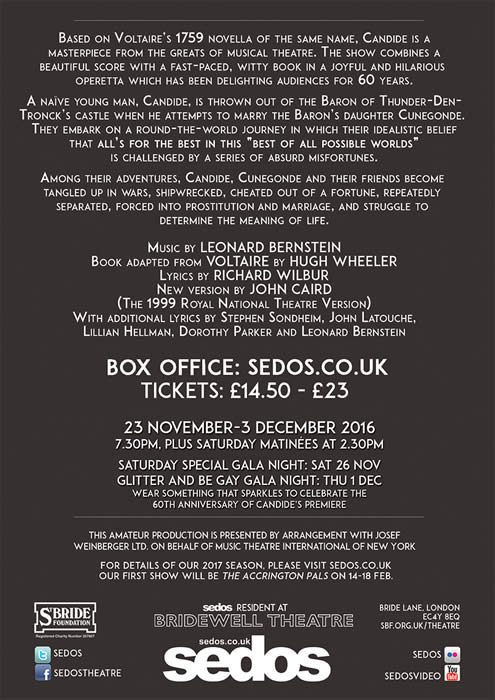 Based on Voltaire's 1759 novella of the same name, Candide is a
masterpiece from the greats of musical theatre. The show combines a
beautiful score with a fast-paced, witty book in a joyful and hilarious
operetta which has been delighting audiences for 60 years.
A naïve young man, Candide, is thrown out of the Baron of Thunder-Den-
Tronck's castle when he attempts to marry the Baron's daughter Cunegonde.
They embark on a round-the-world journey in which their idealistic belief
that all's for the best in this "best of all possible worlds"
is challenged by a series of absurd misfortunes.
Among their adventures, Candide, Cunegonde and their friends become
tangled up in wars, shipwrecked, cheated out of a fortune, repeatedly
separated, forced into prostitution and marriage, and struggle to
determine the meaning of life.
Music by LEONARD BERNSTEIN
Book adapted from VOLTAIRE by HUGH WHEELER
Lyrics by RICHARD WILBUR
New version by JOHN CAIRD
(The 1999 Royal National Theatre Version)
With additional lyrics by Stephen Sondheim, John Latouche,
Lillian Hellman, Dorothy Parker and Leonard Bernstein
BOX OFFICE: SEDOS.CO.UK
TICKETS: £14.50 - £23
23 NOVEMBER-3 DECEMBER 2016
7.30PM, PLUS SATURDAY MATINÉES AT 2.30PM
SATURDAY SPECIAL GALA NIGHT: SAT 26 NOV
GLITTER AND BE GAY GALA NIGHT: THU 1 DEC
WEAR SOMETHING THAT SPARKLES TO CELEBRATE THE
60TH ANNIVERSARY OF CANDIDE'S PREMIERE
THIS AMATEUR PRODUCTION IS PRESENTED BY ARRANGEMENT WITH JOSEF
WEINBERGER LTD. ON BEHALF OF MUSIC THEATRE INTERNATIONAL OF NEW YORK
FOR DETAILS OF OUR 2017 SEASON, PLEASE VISIT SEDOS.CO.UK
OUR FIRST SHOW WILL BE THE ACCRINGTON PALS ON 14-18 FEB.
S'BRIDE
FOUNDATION
Registered Charity Number 207607
sedos RESIDENT AT
BRIDEWELL THEATRE
BRIDE LANE, LONDON
EC4Y 8EQ
SBF.ORG.UK/THEATRE
SEDOS
SEDOSTHEATRE
sedos.co.uk
sedos
SEDOS
SEDOSVIDEO
You
Tube